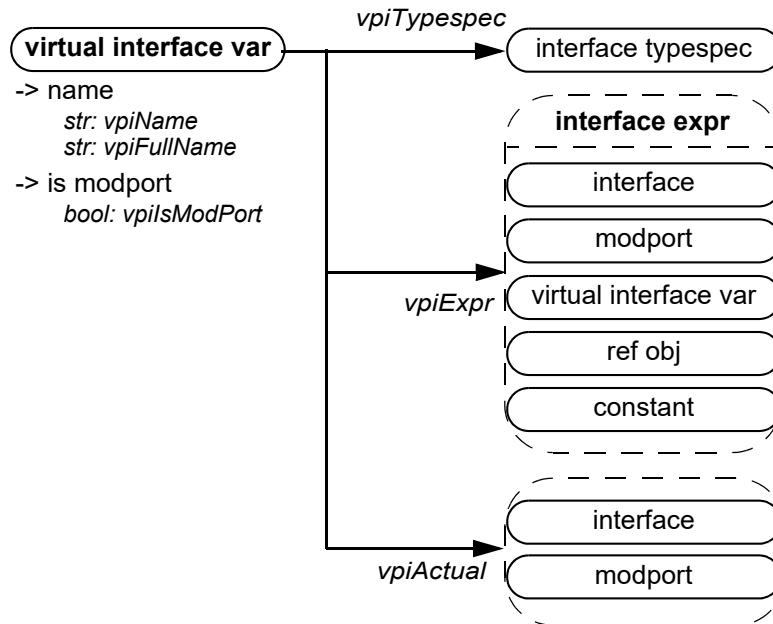 vpiTypespec
virtual interface var
interface typespec
-> name
str: vpiName
str: vpiFullName
-> is modport
bool: vpiIsModPort
interface expr
interface
modport
vpiExpr
virtual interface var
ref obj
constant
interface
vpiActual
modport